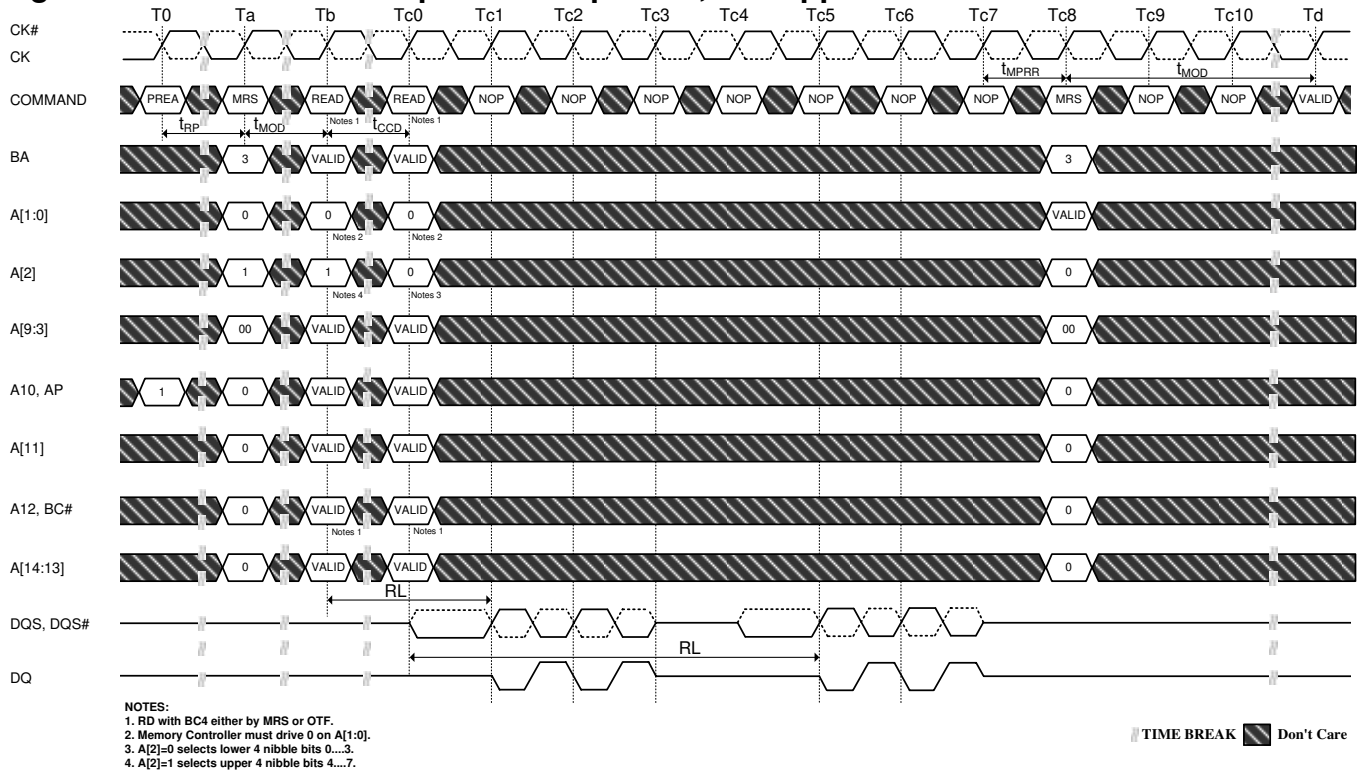 T0 Ta Tb Tc0 Tc1 Tc2 Tc3 Tc4 Tc5 Tc6 Tc7 Tc8 Tc9 Tc10 Td
CK#
CK
tMPRR tMOD
COMMAND PREA MRS READ READ NOP NOP NOP NOP NOP NOP NOP MRS NOP NOP VALID
Notes 1 Notes 1
tRP tMOD tCCD
BA 3 VALID VALID 3
A[1:0] 0 0 0 VALID
Notes 2 Notes 2
A[2] 1 1 0 0
Notes 4 Notes 3
A[9:3] 00 VALID VALID 00
A10, AP 1 0 VALID VALID 0
A[11] 0 VALID VALID 0
A12, BC# 0 VALID VALID 0
Notes 1 Notes 1
A[14:13] 0 VALID VALID 0
RL
DQS, DQS#
RL
DQ
NOTES:
1. RD with BC4 either by MRS or OTF.
2. Memory Controller must drive 0 on A[1:0].
3. A[2]=0 selects lower 4 nibble bits 0....3.
4. A[2]=1 selects upper 4 nibble bits 4....7.
TIME BREAK Don't Care